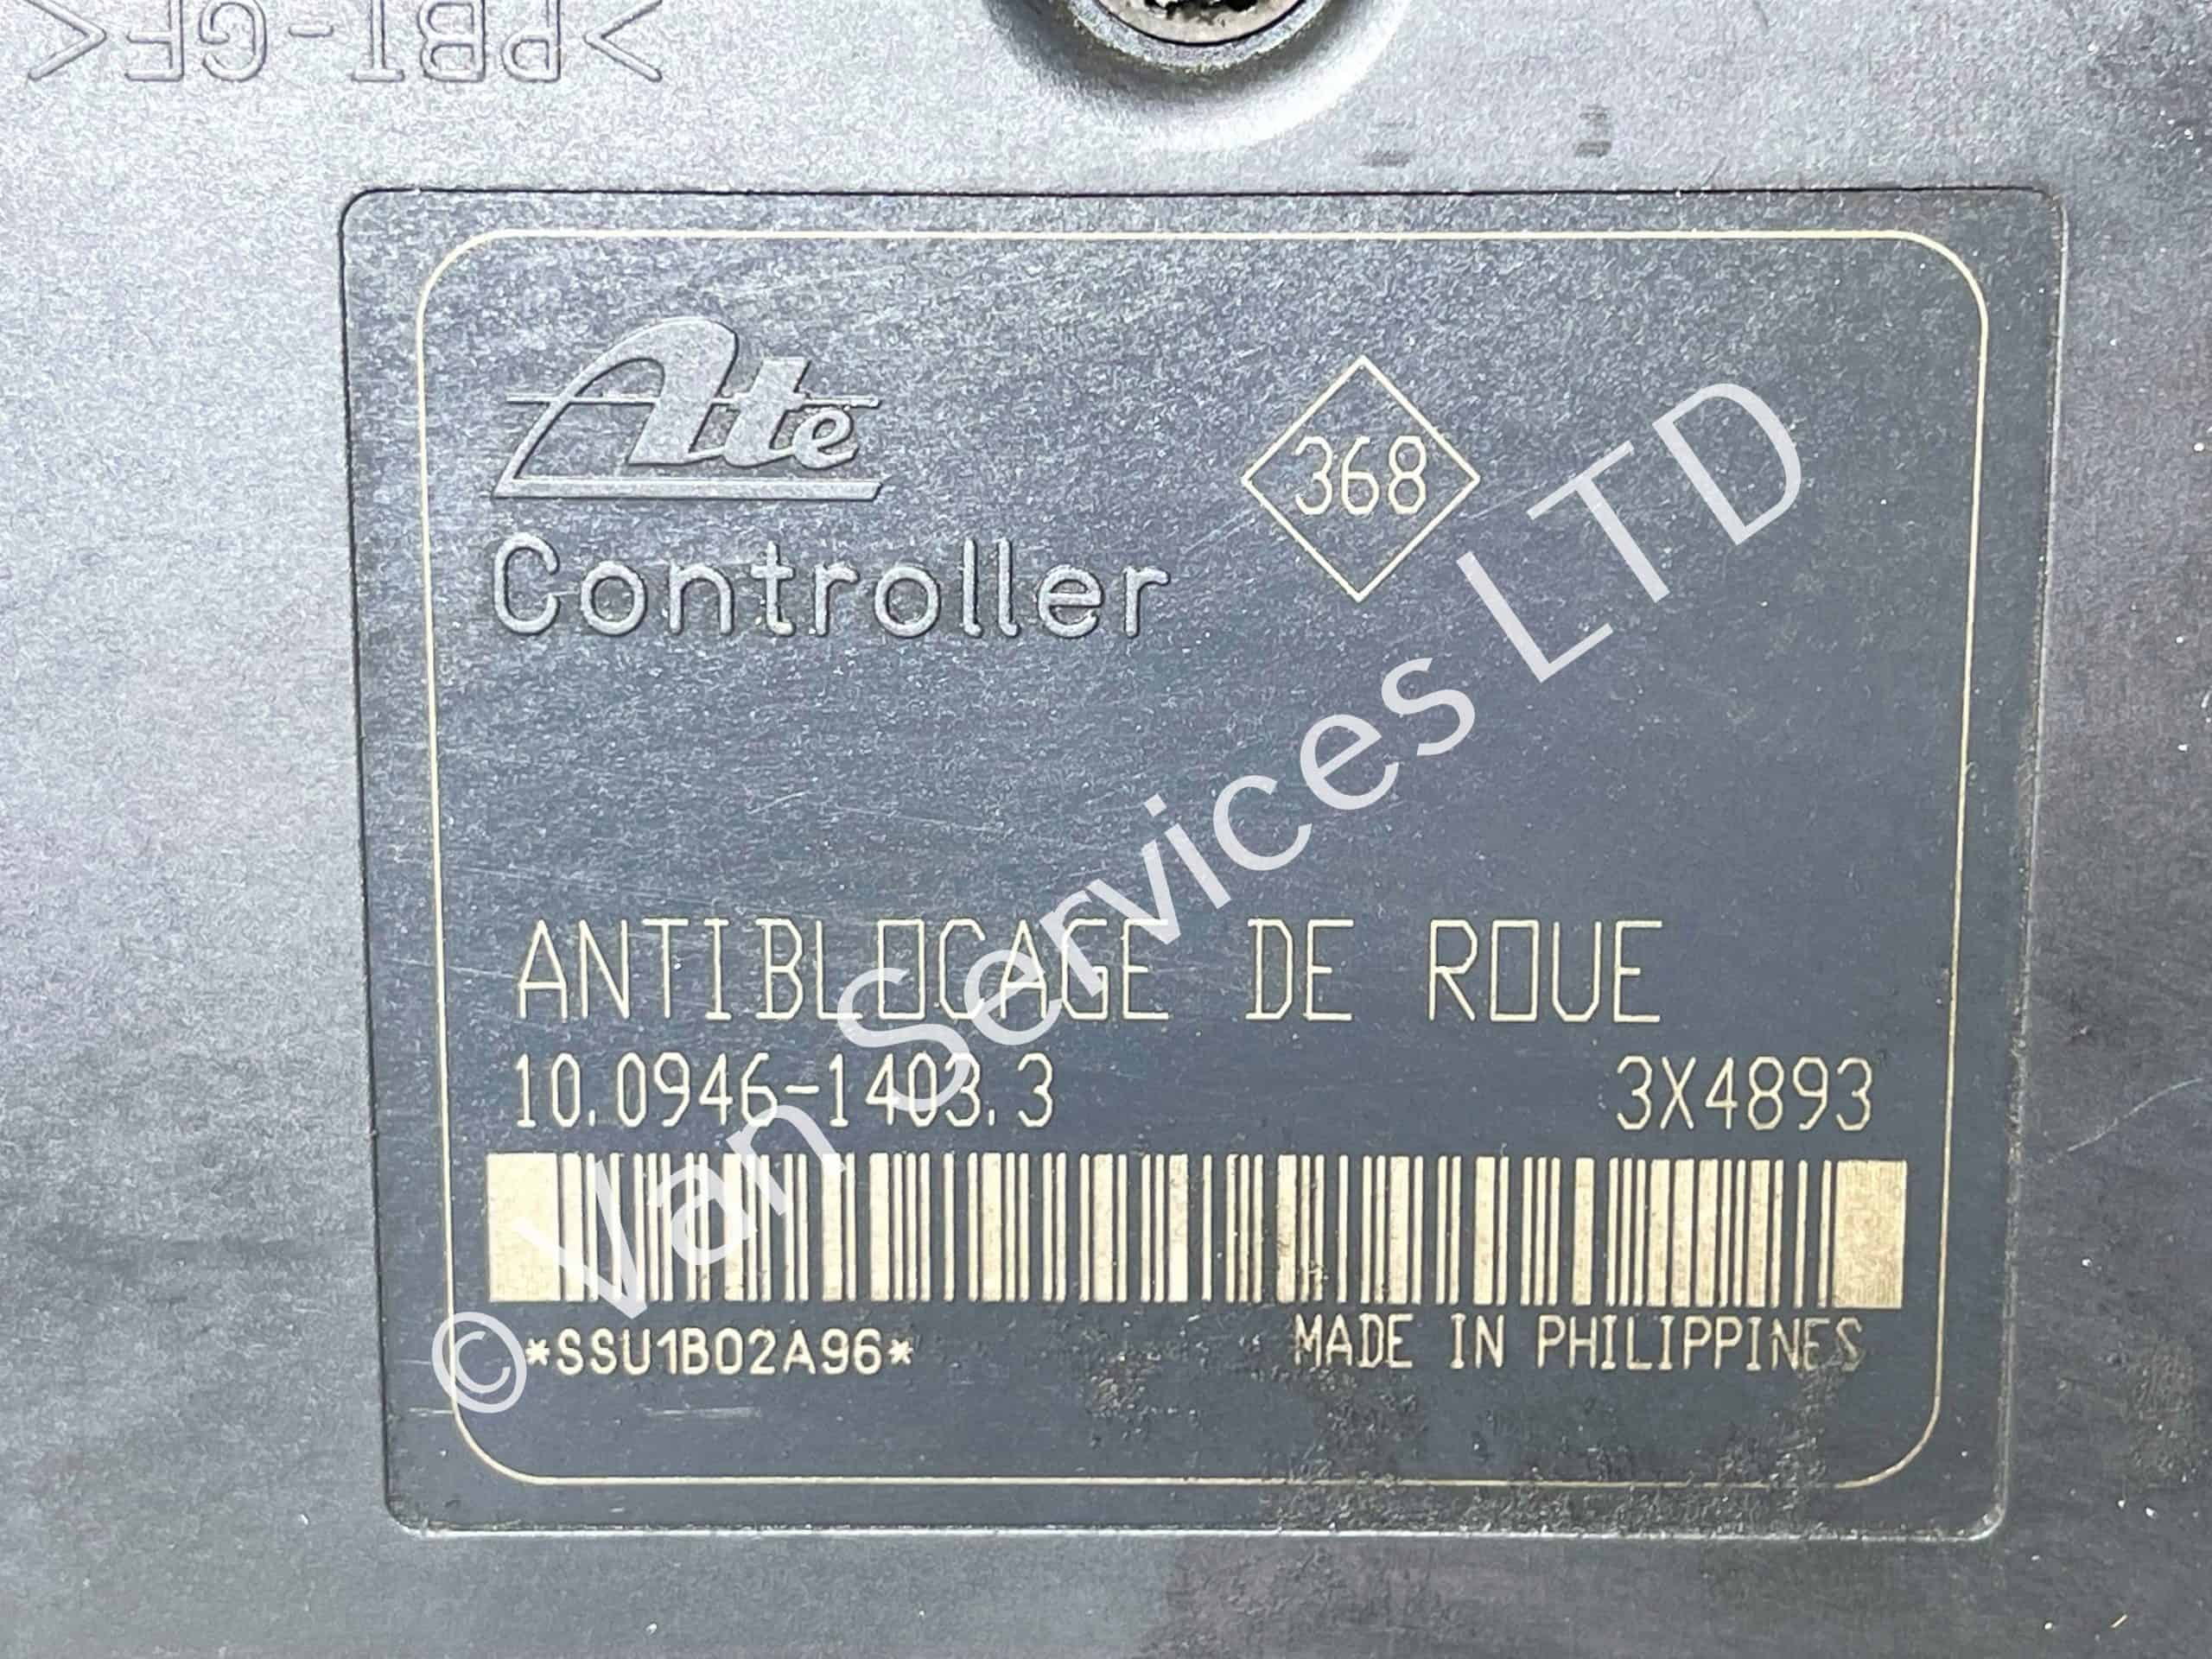 >PBT-GF<
Ate
368
Controller
ANTIBLOCAGE DE ROUE
10.0946-1403.3 3X4893
*SSU1B02A96* MADE IN PHILIPPINES
© Van Services LTD